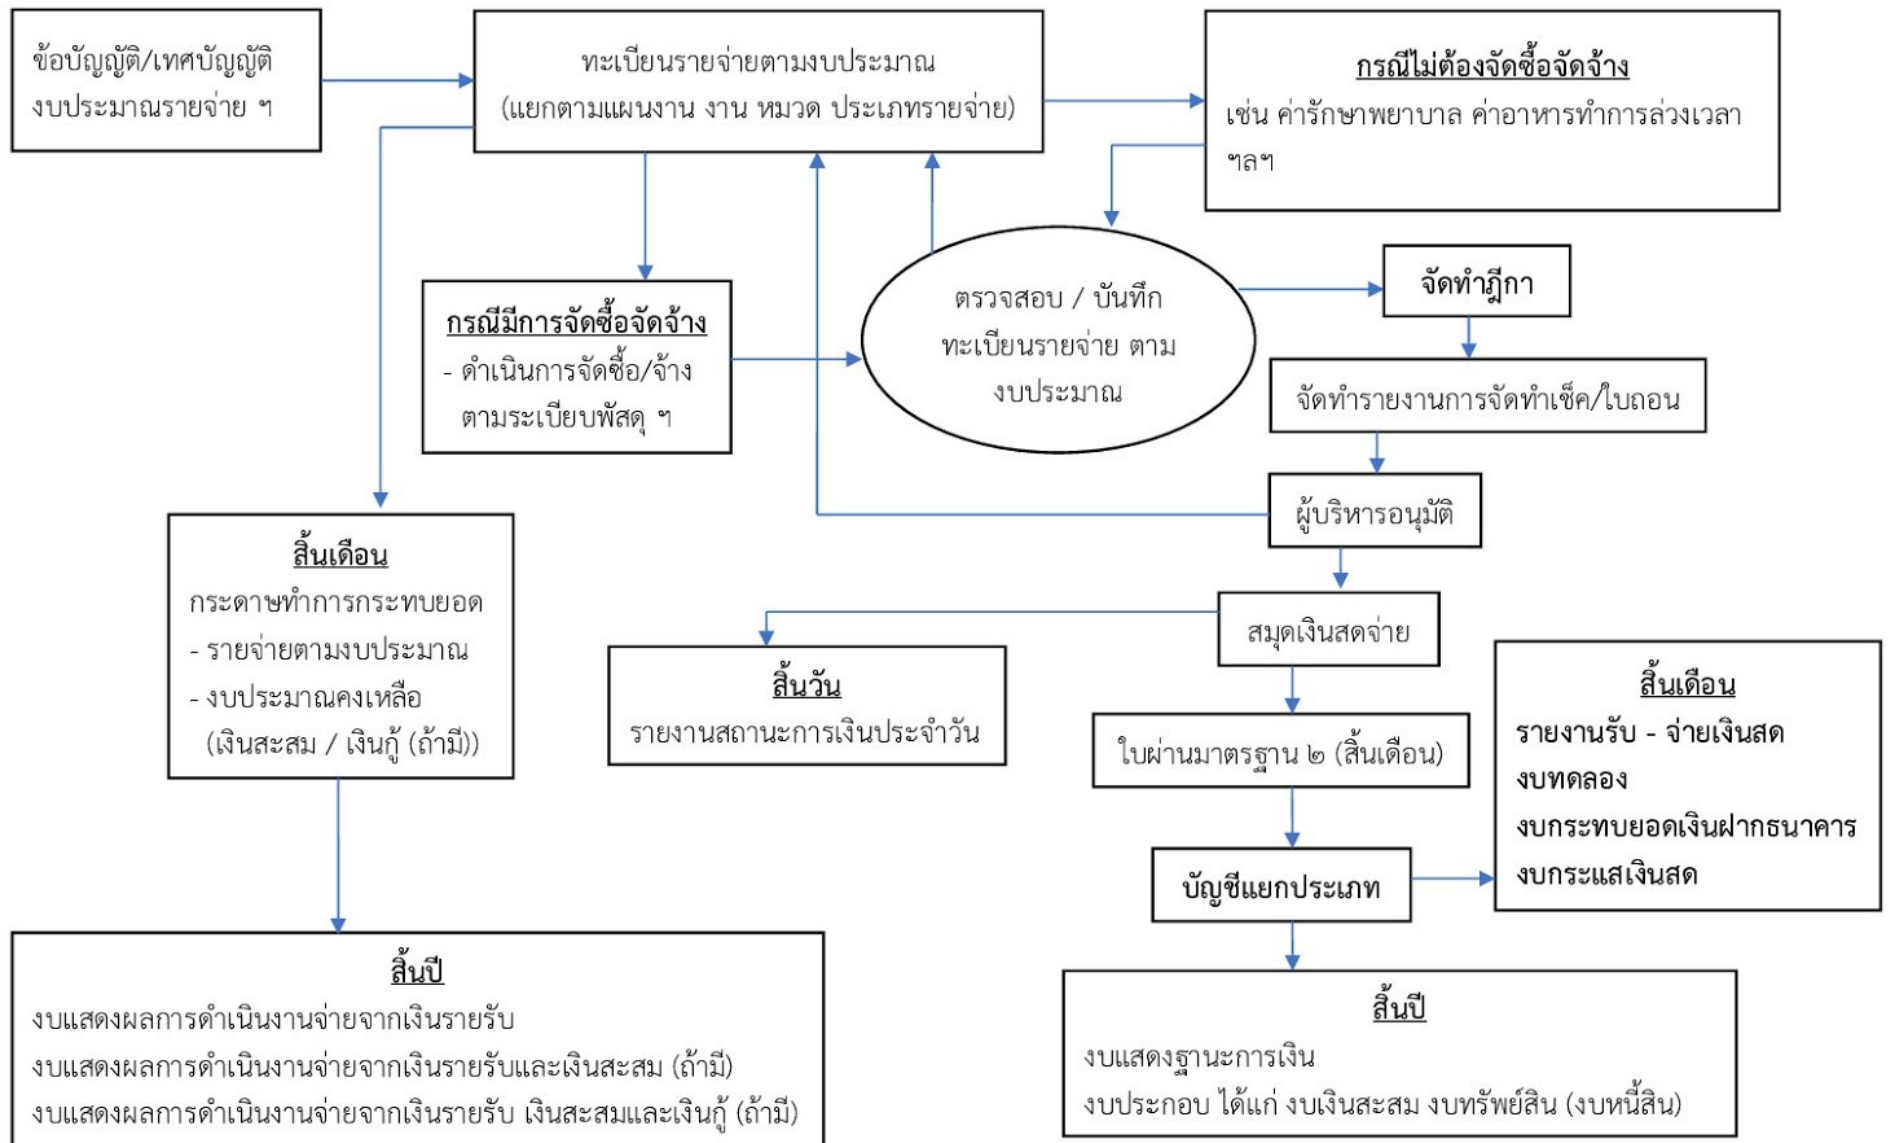 ข้อบัญญัติ/เทศบัญญัติ
งบประมาณรายจ่าย ฯ
ทะเบียนรายจ่ายตามงบประมาณ
(แยกตามแผนงาน งาน หมวด ประเภทรายจ่าย)
กรณีไม่ต้องจัดซื้อจัดจ้าง
เช่น ค่ารักษาพยาบาล ค่าอาหารทำการล่วงเวลา
ฯลฯ
กรณีมีการจัดซื้อจัดจ้าง
- ดำเนินการจัดซื้อ/จ้าง
ตามระเบียบพัสดุ ฯ
ตรวจสอบ / บันทึก
ทะเบียนรายจ่าย ตาม
งบประมาณ
จัดทำฎีกา
จัดทำรายงานการจัดทำเช็ค/ใบถอน
ผู้บริหารอนุมัติ
สมุดเงินสดจ่าย
สิ้นวัน
รายงานสถานะการเงินประจำวัน
ใบผ่านมาตรฐาน ๒ (สิ้นเดือน)
บัญชีแยกประเภท
สิ้นเดือน
รายงานรับ - จ่ายเงินสด
งบทดลอง
งบกระทบยอดเงินฝากธนาคาร
งบกระแสเงินสด
สิ้นเดือน
กระดาษทำการกระทบยอด
- รายจ่ายตามงบประมาณ
- งบประมาณคงเหลือ
(เงินสะสม / เงินกู้ (ถ้ามี))
สิ้นปี
งบแสดงผลการดำเนินงานจ่ายจากเงินรายรับ
งบแสดงผลการดำเนินงานจ่ายจากเงินรายรับและเงินสะสม (ถ้ามี)
งบแสดงผลการดำเนินงานจ่ายจากเงินรายรับ เงินสะสมและเงินกู้ (ถ้ามี)
สิ้นปี
งบแสดงฐานะการเงิน
งบประกอบ ได้แก่ งบเงินสะสม งบทรัพย์สิน (งบหนี้สิน)